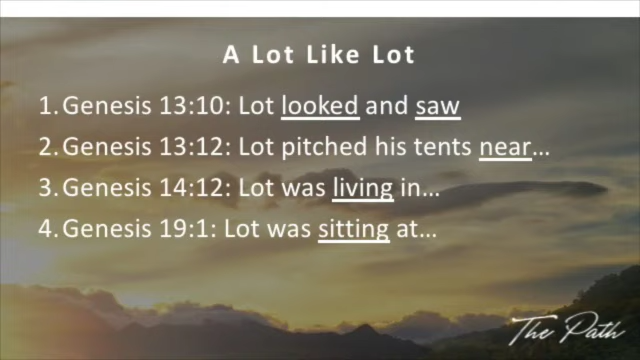 A Lot Like Lot
1. Genesis 13:10: Lot looked and saw
2. Genesis 13:12: Lot pitched his tents near…
3. Genesis 14:12: Lot was living in…
4. Genesis 19:1: Lot was sitting at…
The Path